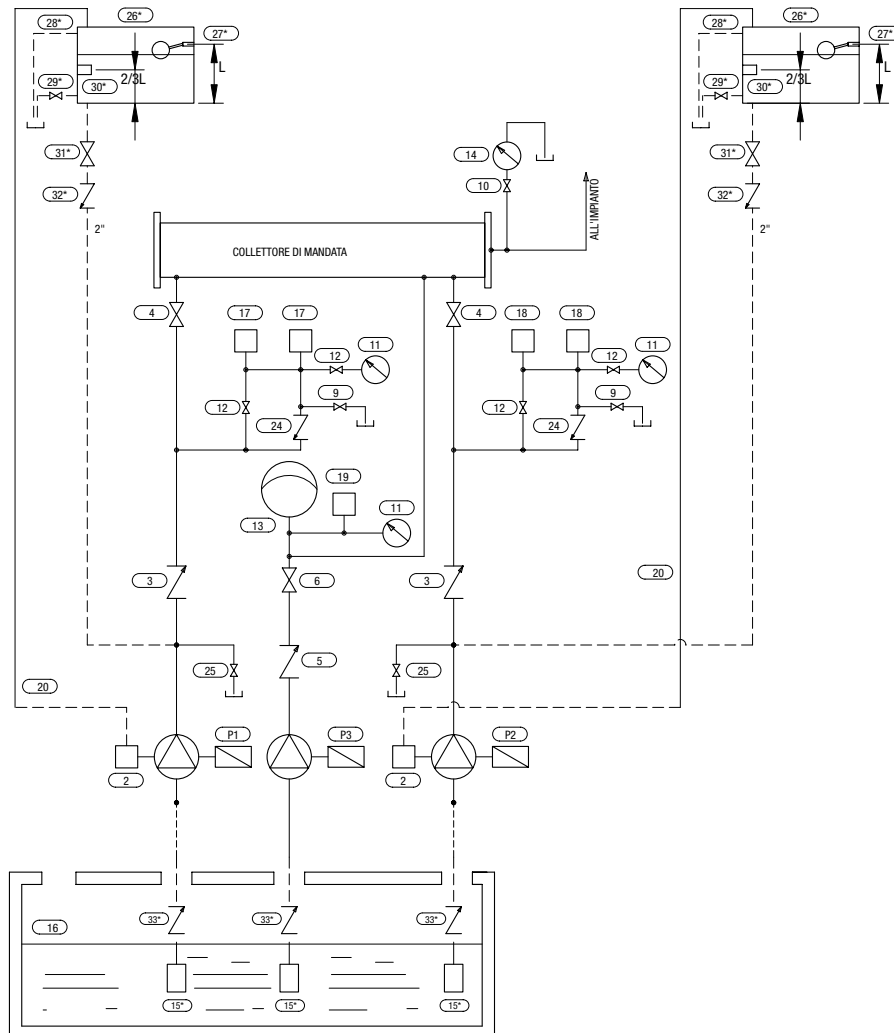 28* 26* 27* 28* 26* 27*
L L
29* 30* 2/3L 29* 30* 2/3L
31* 14 31*
32* 10 32*
2" ALL'IMPIANTO 2"
COLLETTORE DI MANDATA
4 17 17 4 18 18
12 11 12 11
12 9 12 9
24 24
19
13 11
3 6 3 20
25 5 25
20
P1 P3 P2
2 2
33* 33* 33*
16
15* 15* 15*